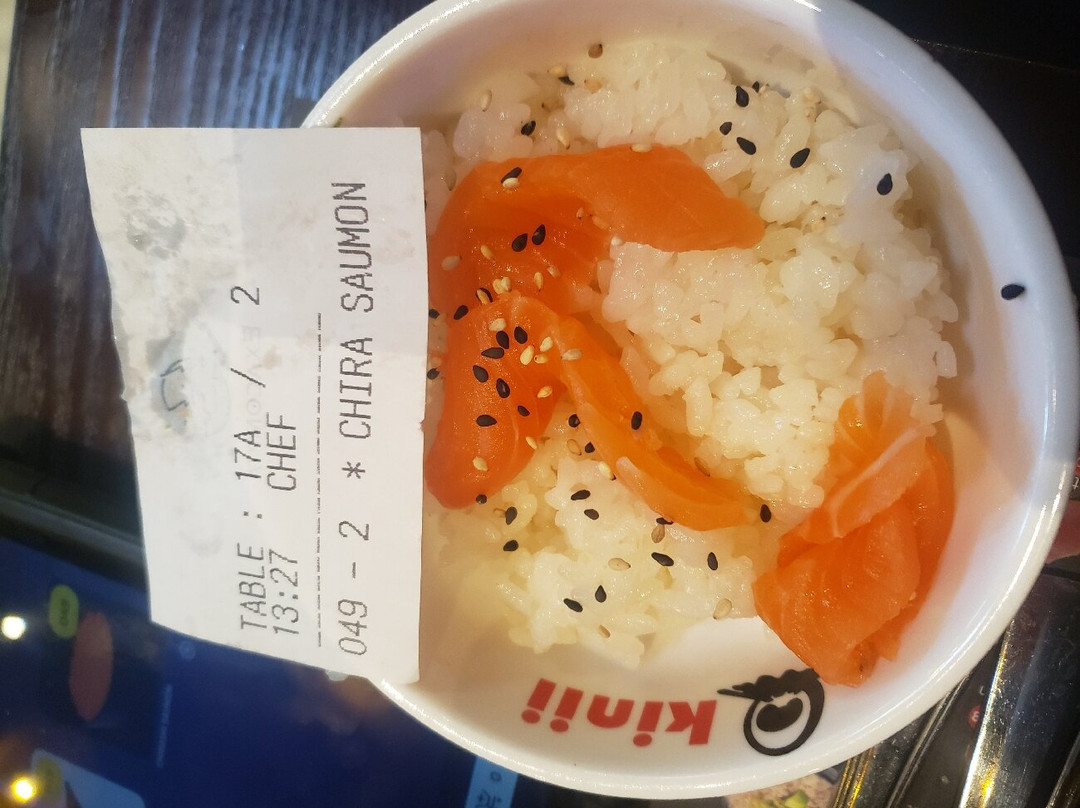 TABLE : 17A / 2
13:27 CHEF
049 - 2 * CHIRA SAUMON
kinii